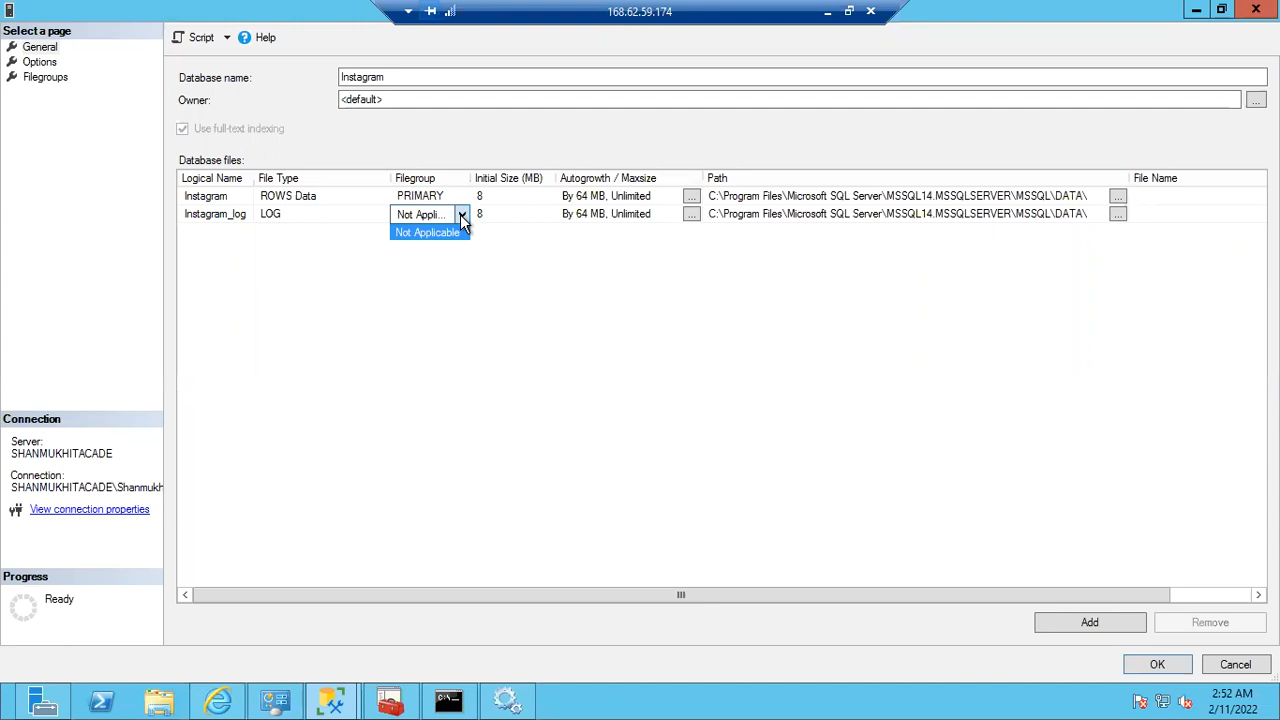 168.62.59.174
Select a page
General
Options
Filegroups
Script
Help
Database name:
Instagram
Owner:
<default>
...
Use full-text indexing
Database files:
Logical Name File Type Filegroup Initial Size (MB) Autogrowth / Maxsize Path File Name
Instagram ROWS Data PRIMARY 8 By 64 MB, Unlimited ... C:\Program Files\Microsoft SQL Server\MSSQL14.MSSQLSERVER\MSSQL\DATA\ ...
Instagram_log LOG Not Appli... 8 By 64 MB, Unlimited ... C:\Program Files\Microsoft SQL Server\MSSQL14.MSSQLSERVER\MSSQL\DATA\ ...
Not Applicable
Connection
Server:
SHANMUKHITACADE
Connection:
SHANMUKHITACADE\Shanmukh
View connection properties
Progress
Ready
Add
Remove
OK
Cancel
2:52 AM
2/11/2022